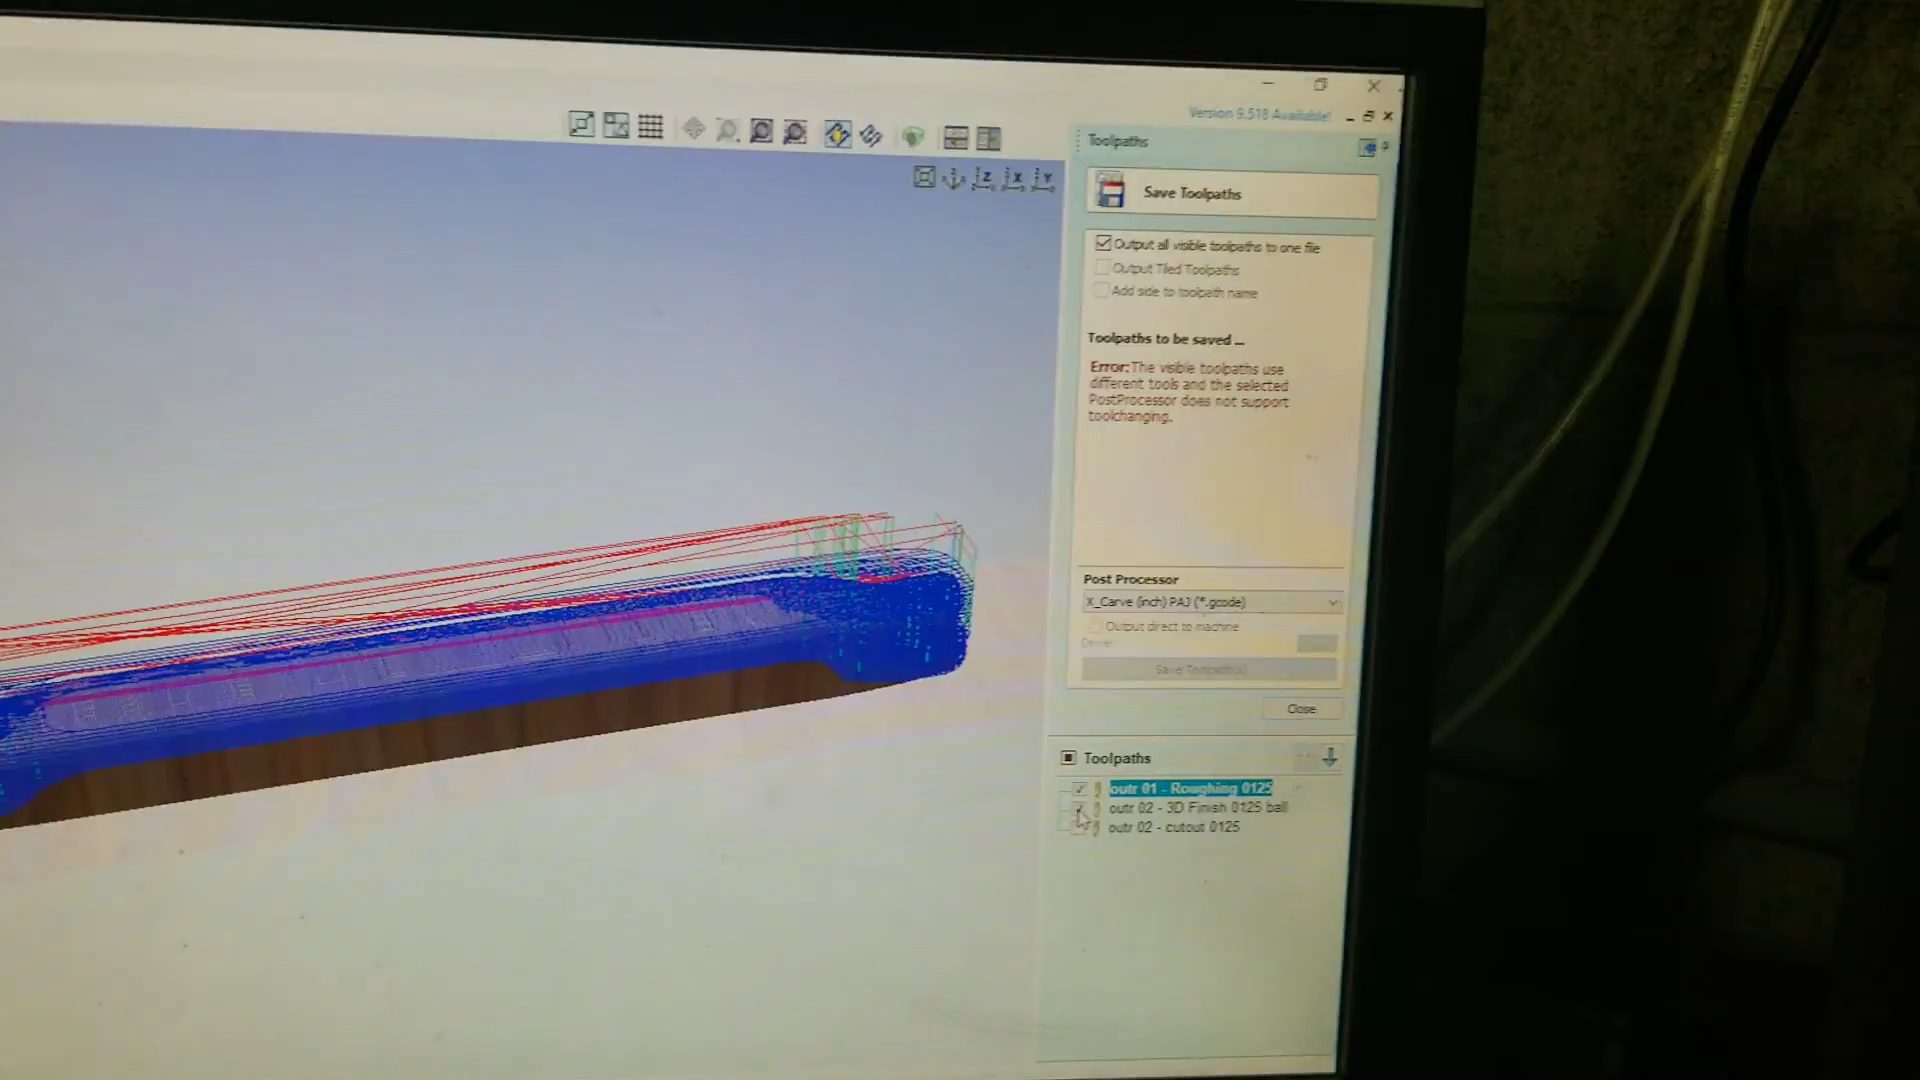 Version 9.518 Available!
Toolpaths
Z
X
Y
Save Toolpaths
Output all visible toolpaths to one file
Output Tiled Toolpaths
Add side to toolpath name
Toolpaths to be saved ...
Error:The visible toolpaths use
different tools and the selected
PostProcessor does not support
toolchanging.
Post Processor
X_Carve (inch) PAJ (*.gcode)
Output direct to machine
Driver:
Save Toolpath(s)
Close
Toolpaths
outr 01 - Roughing 0125
outr 02 - 3D Finish 0125 ball
outr 02 - cutout 0125